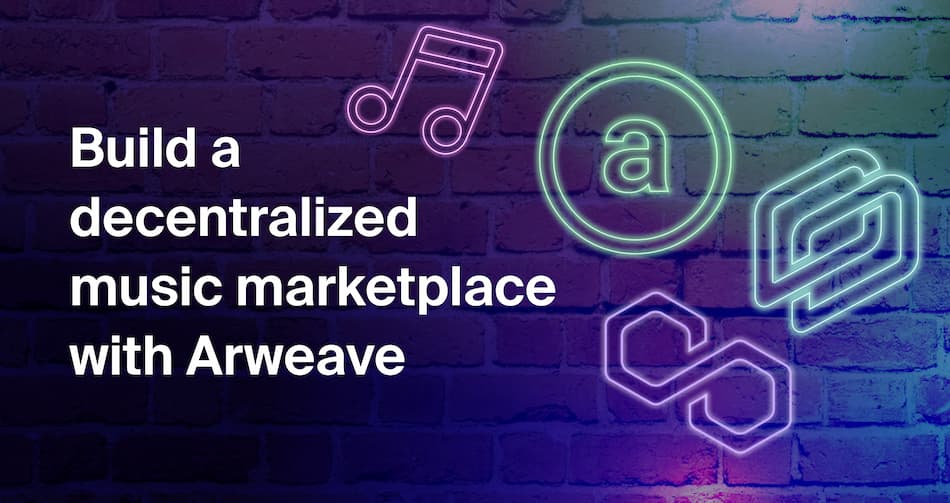 Build a
decentralized
music marketplace
with Arweave
a